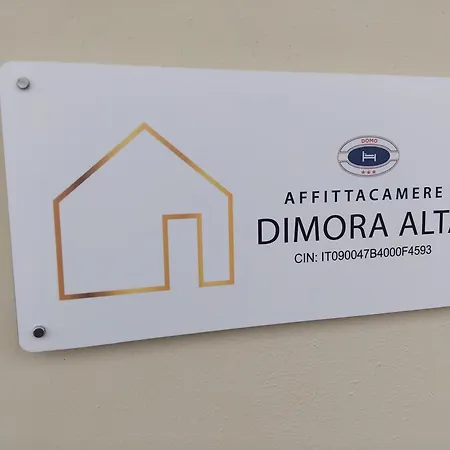 DOMO
AFFITTACAMERE
DIMORA ALTA
CIN: IT090047B4000F4593